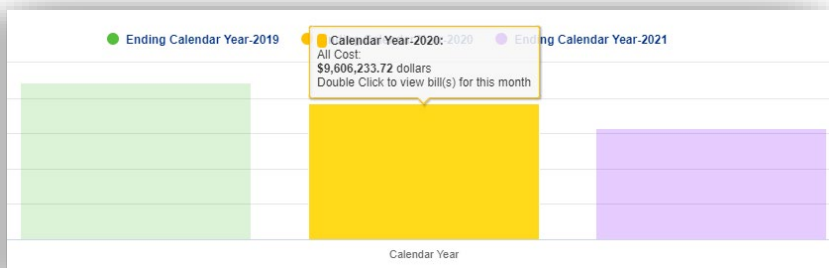 Ending Calendar Year-2019
2020
Ending Calendar Year-2021
Calendar Year-2020:
All Cost:
$9,606,233.72 dollars
Double Click to view bill(s) for this month
Calendar Year